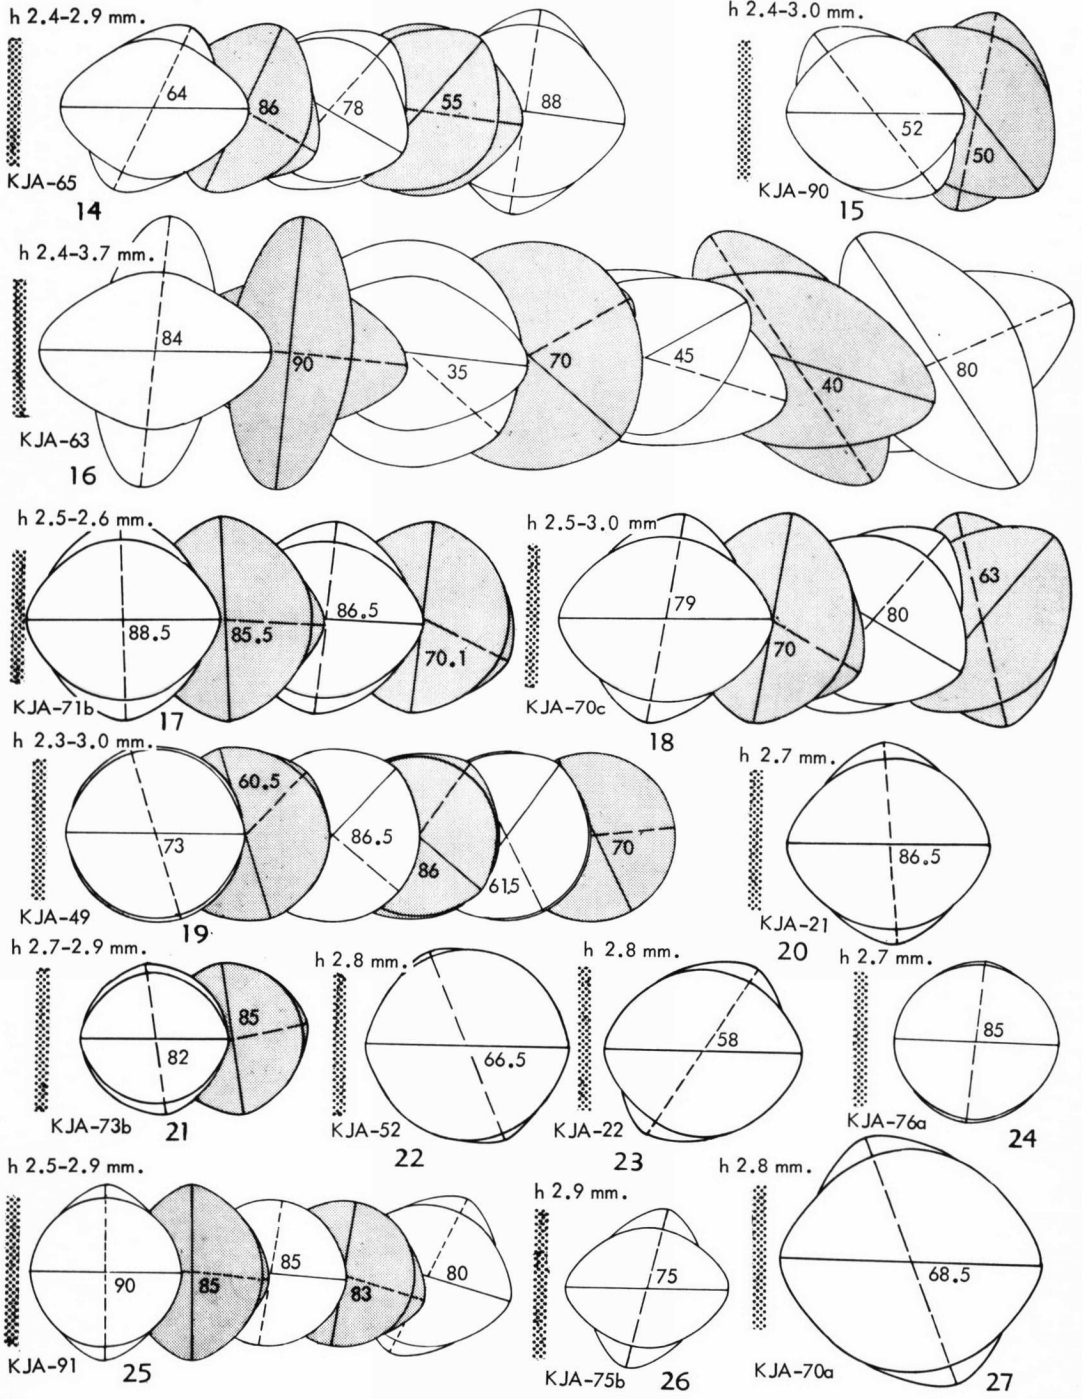 h 2.4-2.9 mm.
64
86
78
55
88
KJA-65
14
h 2.4-3.0 mm.
52
50
KJA-90
15
h 2.4-3.7 mm.
84
90
35
70
45
40
80
KJA-63
16
h 2.5-2.6 mm.
88.5
85.5
86.5
70.1
KJA-71b
17
h 2.5-3.0 mm
79
70
80
63
KJA-70c
18
h 2.3-3.0 mm.
73
60.5
86.5
86
61.5
70
KJA-49
19
h 2.7 mm.
86.5
KJA-21
20
h 2.7-2.9 mm.
82
85
KJA-73b
21
h 2.8 mm.
66.5
KJA-52
22
h 2.8 mm.
58
KJA-22
23
h 2.7 mm.
85
KJA-76a
24
h 2.5-2.9 mm.
90
85
85
83
80
KJA-91
25
h 2.9 mm.
75
KJA-75b
26
h 2.8 mm.
68.5
KJA-70a
27